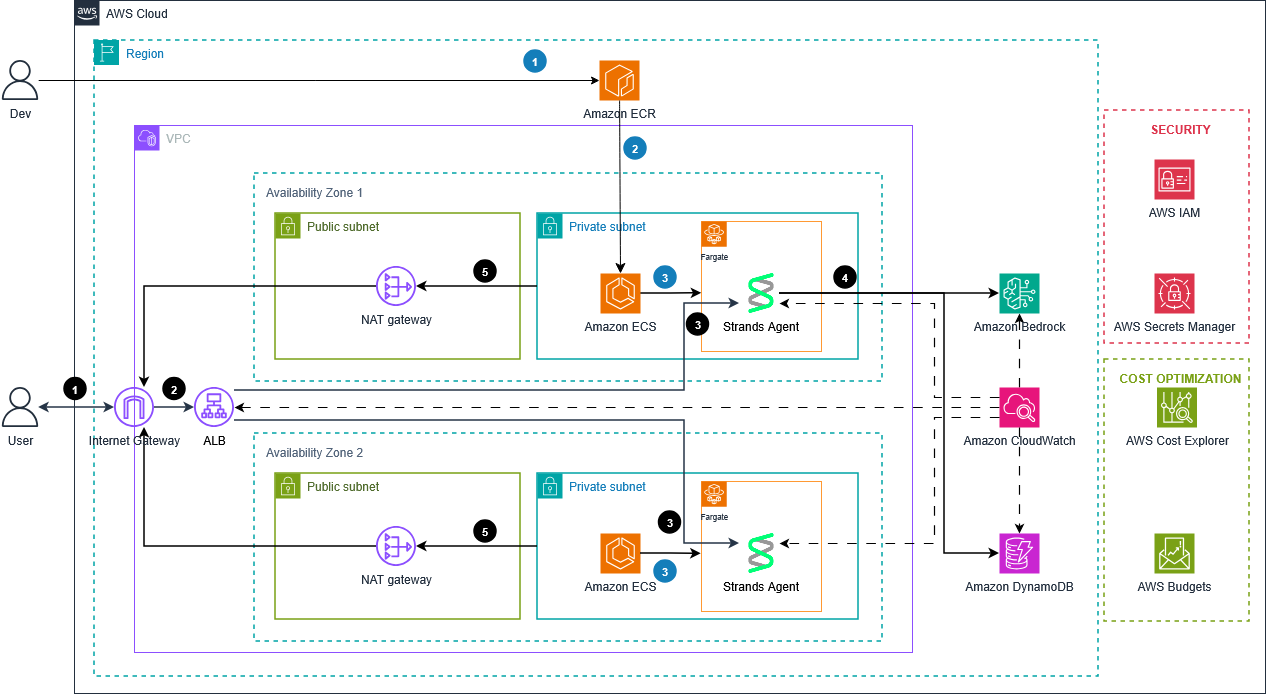 aws
AWS Cloud
Region
1
Dev
Amazon ECR
VPC
2
SECURITY
AWS IAM
Availability Zone 1
Public subnet
Private subnet
Fargate
5
3
4
NAT gateway
Amazon ECS
3
Strands Agent
Amazon Bedrock
AWS Secrets Manager
COST OPTIMIZATION
1
2
User
Internet Gateway
ALB
Amazon CloudWatch
AWS Cost Explorer
Availability Zone 2
Public subnet
Private subnet
Fargate
5
3
NAT gateway
Amazon ECS
3
Strands Agent
Amazon DynamoDB
AWS Budgets